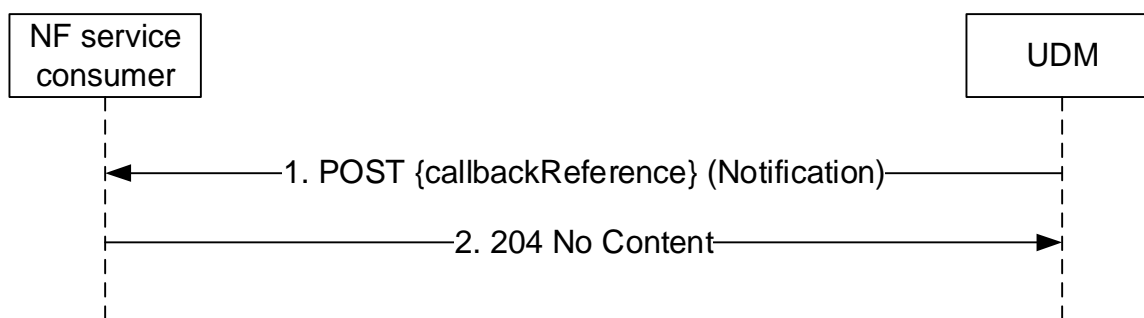 NF service
consumer
UDM
1. POST {callbackReference} (Notification)
2. 204 No Content